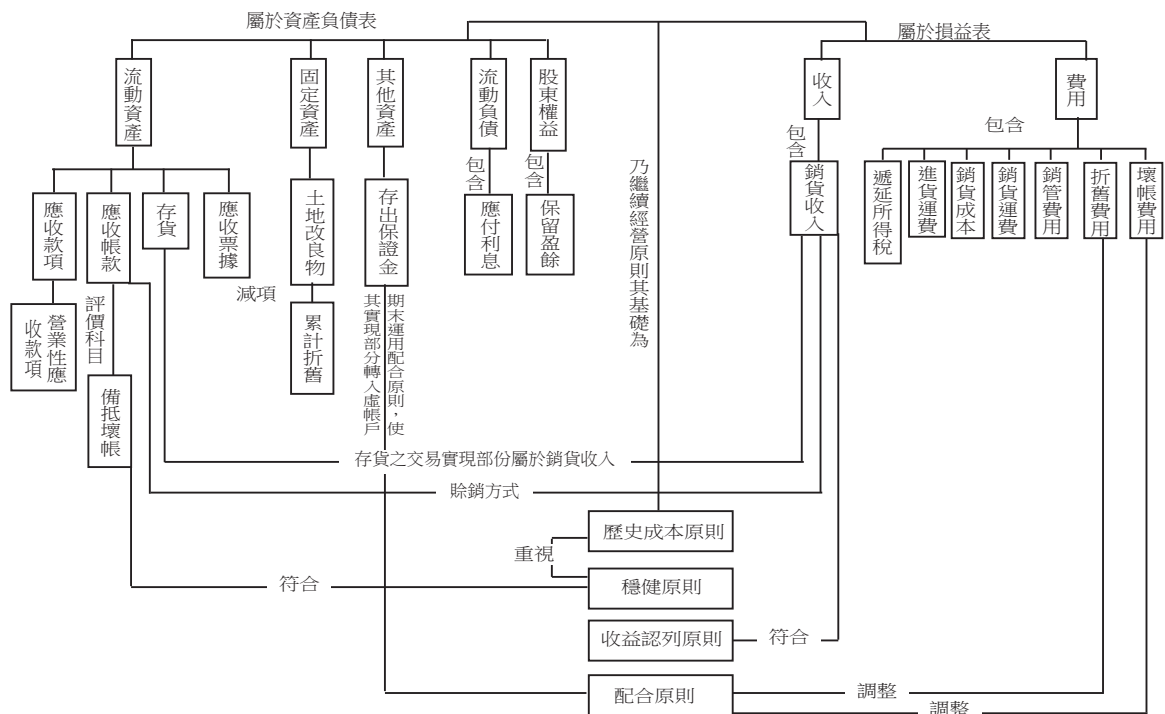 屬於資產負債表
屬於損益表
流動資產
固定資產
其他資產
流動負債
股東權益
收入
費用
包含
包含
包含
包含
應收款項
應收帳款
存貨
應收票據
土地改良物
存出保證金
應付利息
保留盈餘
銷貨收入
遞延所得稅
進貨運費
銷貨成本
銷貨運費
銷管費用
折舊費用
壞帳費用
乃繼續經營原則其基礎為
減項
營業性應
收款項
評價科目
累計折舊
期末運用配合原則，使
其實現部分轉入虛帳戶
備抵壞帳
存貨之交易實現部份屬於銷貨收入
賒銷方式
歷史成本原則
重視
符合
穩健原則
收益認列原則
符合
配合原則
調整
調整